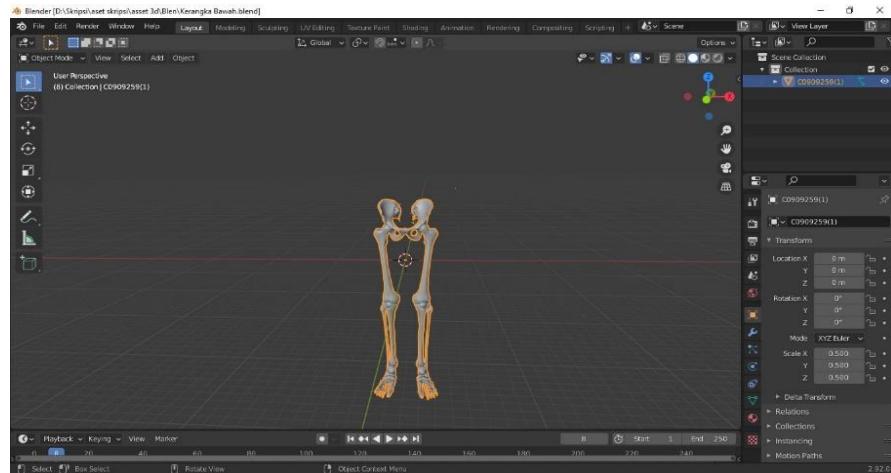 Blender [D:\Skripsi\aset skripsi\asset 3d\Blen\Kerangka Bawah.blend]
File Edit Render Window Help Layout Modeling Sculpting UV Editing Texture Paint Shading Animation Rendering Compositing Scripting + Scene View Layer
Global Options
Object Mode View Select Add Object
User Perspective
(8) Collection | C0909259(1)
X
Scene Collection
Collection
C0909259(1)
C0909259(1)
C0909259(1)
Transform
Location X 0 m
Y 0 m
Z 0 m
Rotation X 0°
Y 0°
Z 0°
Mode XYZ Euler
Scale X 0.500
Y 0.500
Z 0.500
Delta Transform
Relations
Collections
Instancing
Motion Paths
Playback Keying View Marker 8 Start 1 End 250
0 8 20 40 60 80 100 120 140 160 180 200 220 240
Select Box Select Rotate View Object Context Menu 2.92.0